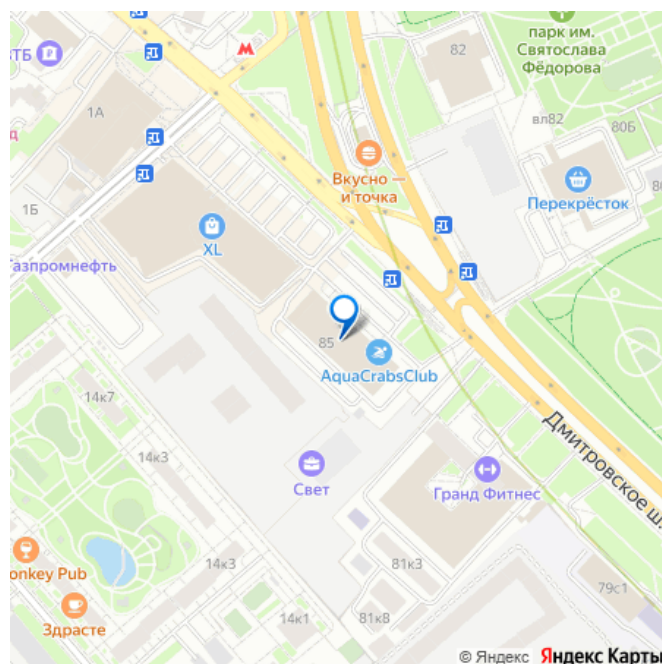 парк им.
Святослава
Фёдорова
ВТБ
М
82
1А
вл82
80Б
Вкусно —
и точка
Перекрёсток
1Б
XL
Газпромнефть
85
AquaCrabsClub
14к7
14к3
Дмитровское ш.
Свет
Гранд Фитнес
14к3
81к3
onkey Pub
79с1
Здрасте
14к1
81к8
© Яндекс Яндекс Карты